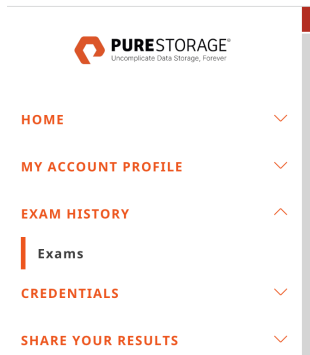 PURESTORAGE®
Uncomplicate Data Storage, Forever
HOME
MY ACCOUNT PROFILE
EXAM HISTORY
Exams
CREDENTIALS
SHARE YOUR RESULTS